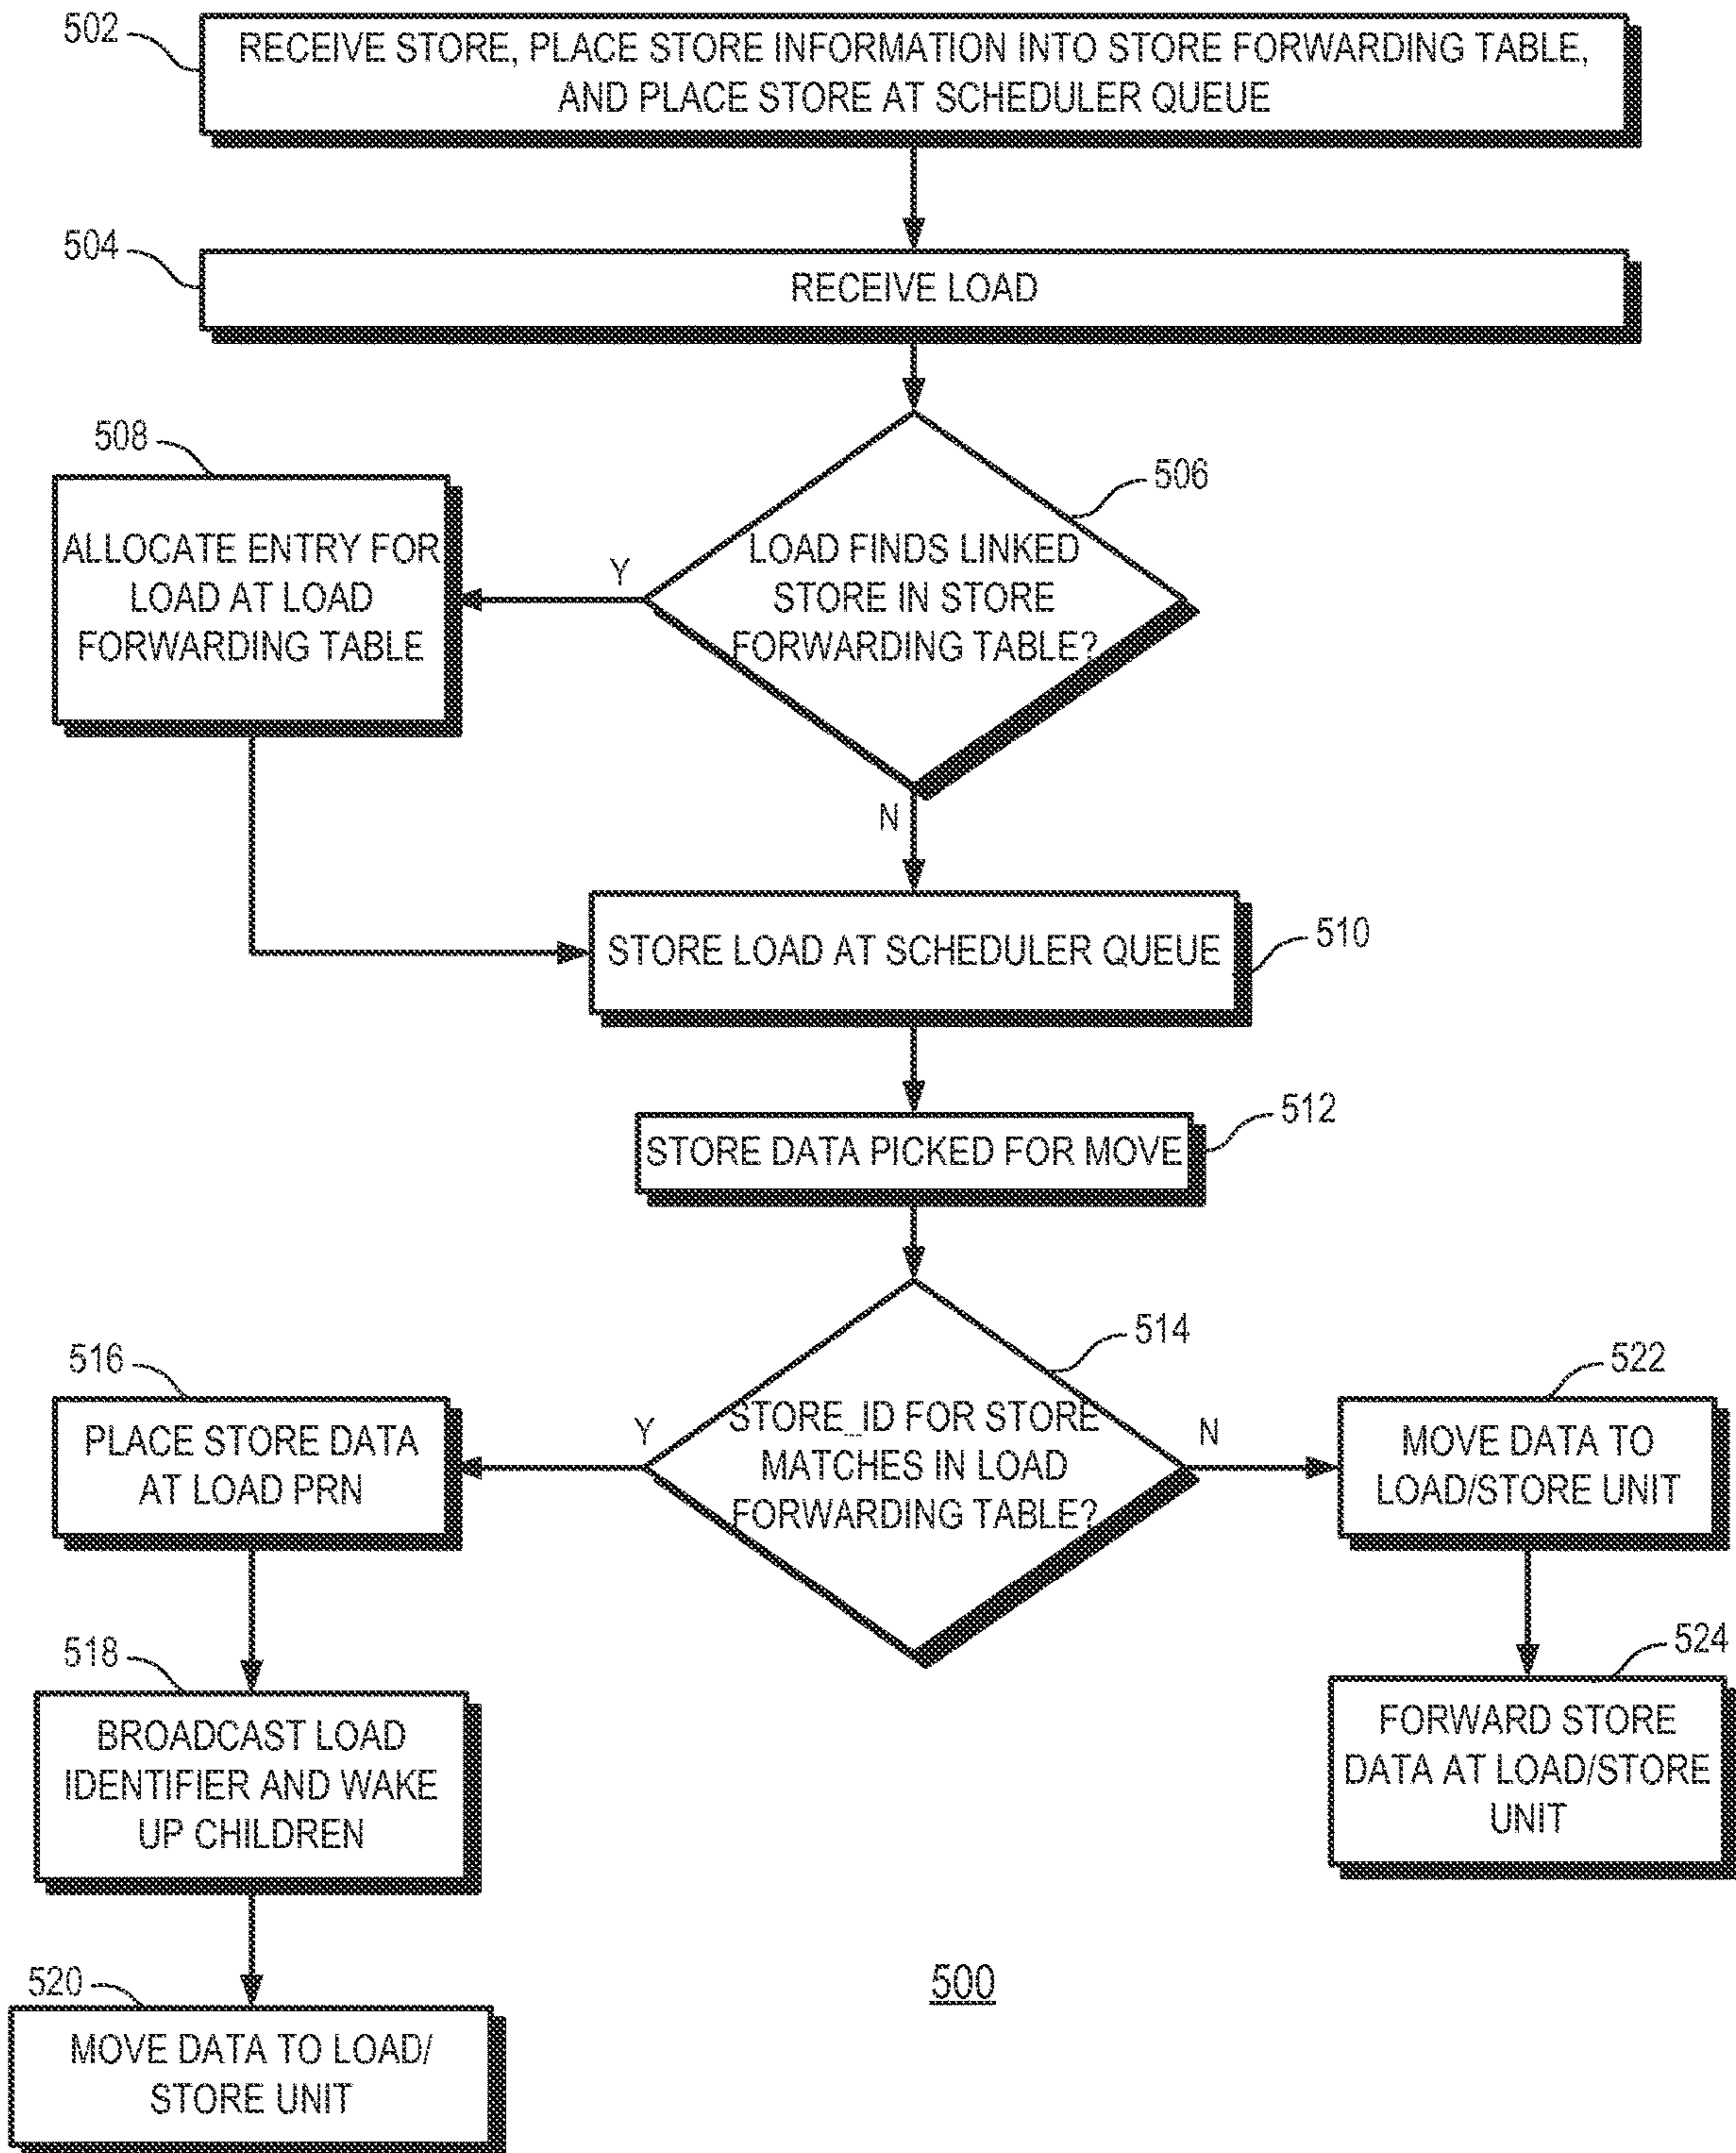 502
RECEIVE STORE, PLACE STORE INFORMATION INTO STORE FORWARDING TABLE,
AND PLACE STORE AT SCHEDULER QUEUE
504
RECEIVE LOAD
508
ALLOCATE ENTRY FOR
LOAD AT LOAD
FORWARDING TABLE
Y
506
LOAD FINDS LINKED
STORE IN STORE
FORWARDING TABLE?
N
STORE LOAD AT SCHEDULER QUEUE
510
STORE DATA PICKED FOR MOVE
512
514
STORE_ID FOR STORE
MATCHES IN LOAD
FORWARDING TABLE?
Y
N
516
PLACE STORE DATA
AT LOAD PRN
522
MOVE DATA TO
LOAD/STORE UNIT
518
BROADCAST LOAD
IDENTIFIER AND WAKE
UP CHILDREN
524
FORWARD STORE
DATA AT LOAD/STORE
UNIT
520
MOVE DATA TO LOAD/
STORE UNIT
500